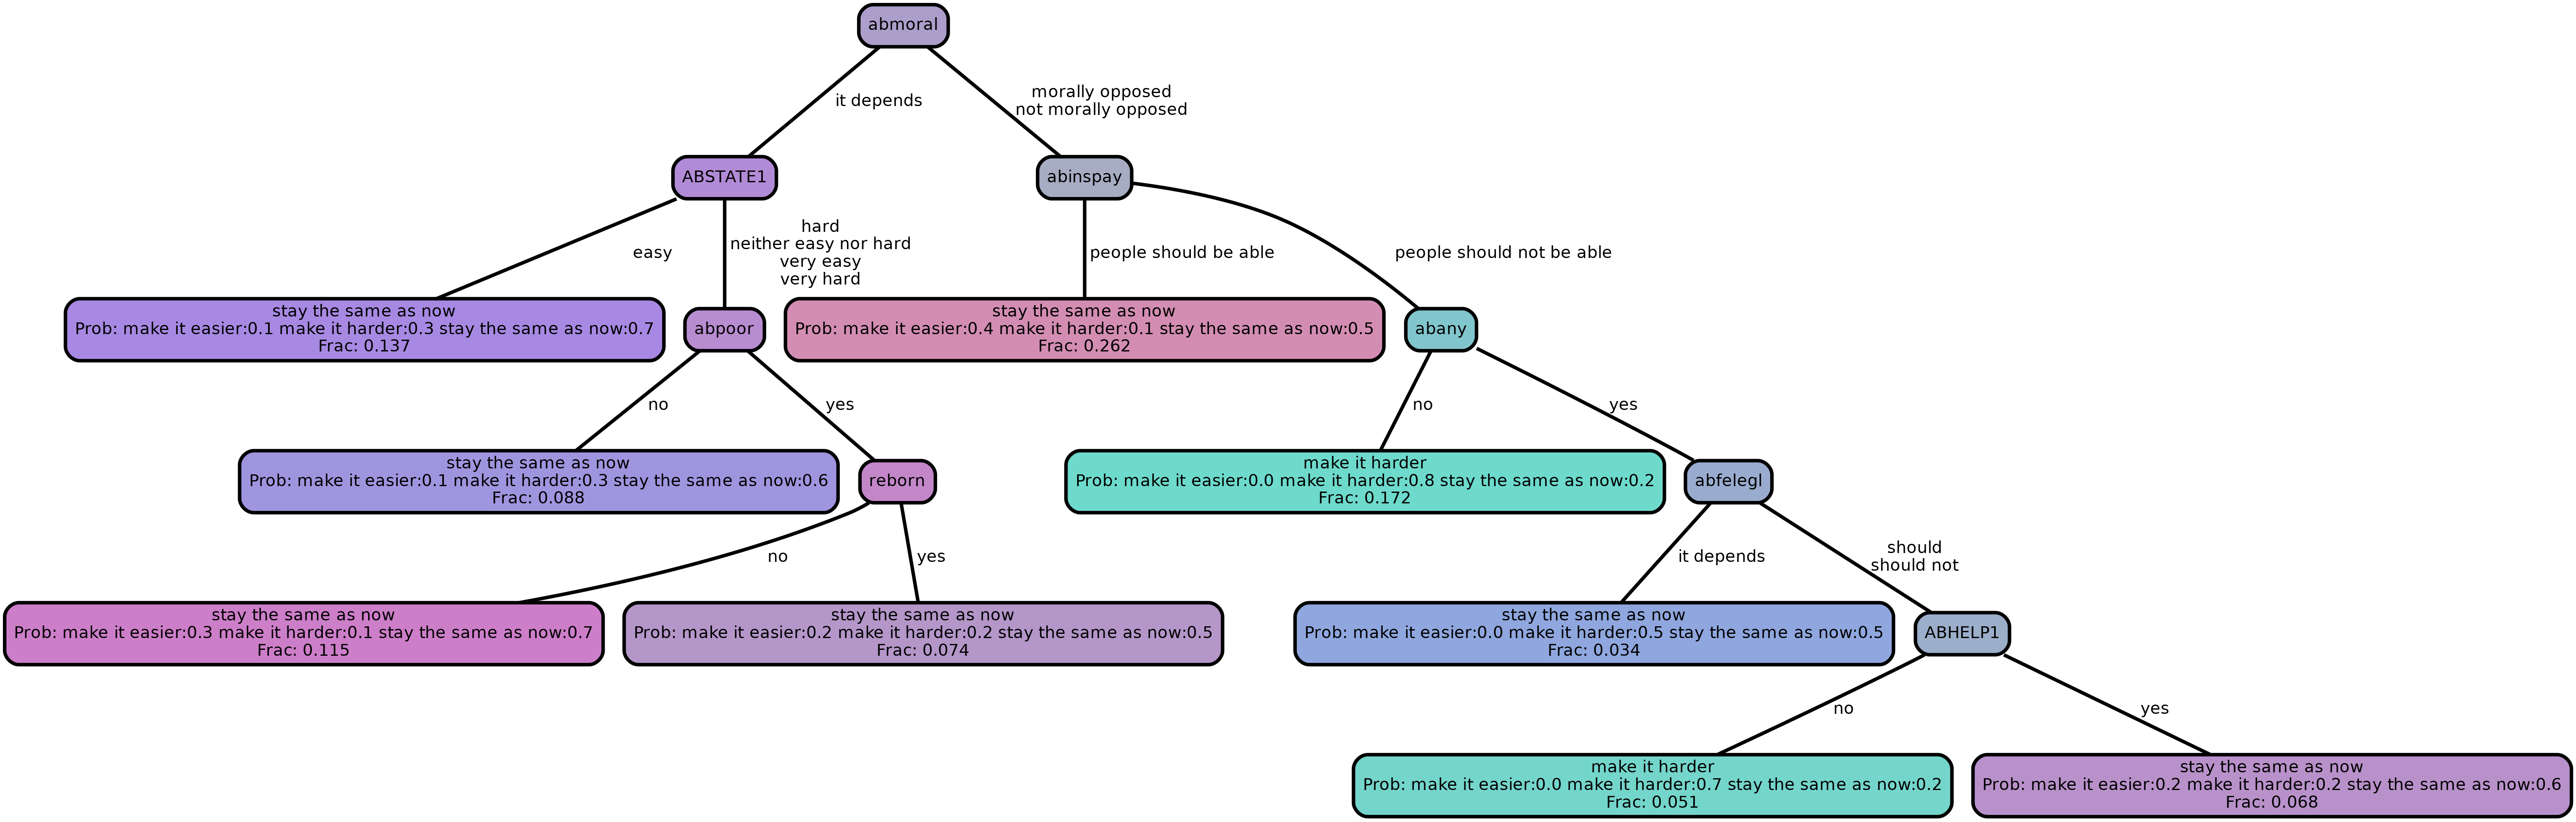 abmoral
it depends
morally opposed
not morally opposed
ABSTATE1
abinspay
easy
hard
neither easy nor hard
very easy
very hard
people should be able
people should not be able
stay the same as now
Prob: make it easier:0.1 make it harder:0.3 stay the same as now:0.7
Frac: 0.137
abpoor
stay the same as now
Prob: make it easier:0.4 make it harder:0.1 stay the same as now:0.5
Frac: 0.262
abany
no
yes
no
yes
stay the same as now
Prob: make it easier:0.1 make it harder:0.3 stay the same as now:0.6
Frac: 0.088
reborn
make it harder
Prob: make it easier:0.0 make it harder:0.8 stay the same as now:0.2
Frac: 0.172
abfelegl
no
yes
it depends
should
should not
stay the same as now
Prob: make it easier:0.3 make it harder:0.1 stay the same as now:0.7
Frac: 0.115
stay the same as now
Prob: make it easier:0.2 make it harder:0.2 stay the same as now:0.5
Frac: 0.074
stay the same as now
Prob: make it easier:0.0 make it harder:0.5 stay the same as now:0.5
Frac: 0.034
ABHELP1
no
yes
make it harder
Prob: make it easier:0.0 make it harder:0.7 stay the same as now:0.2
Frac: 0.051
stay the same as now
Prob: make it easier:0.2 make it harder:0.2 stay the same as now:0.6
Frac: 0.068